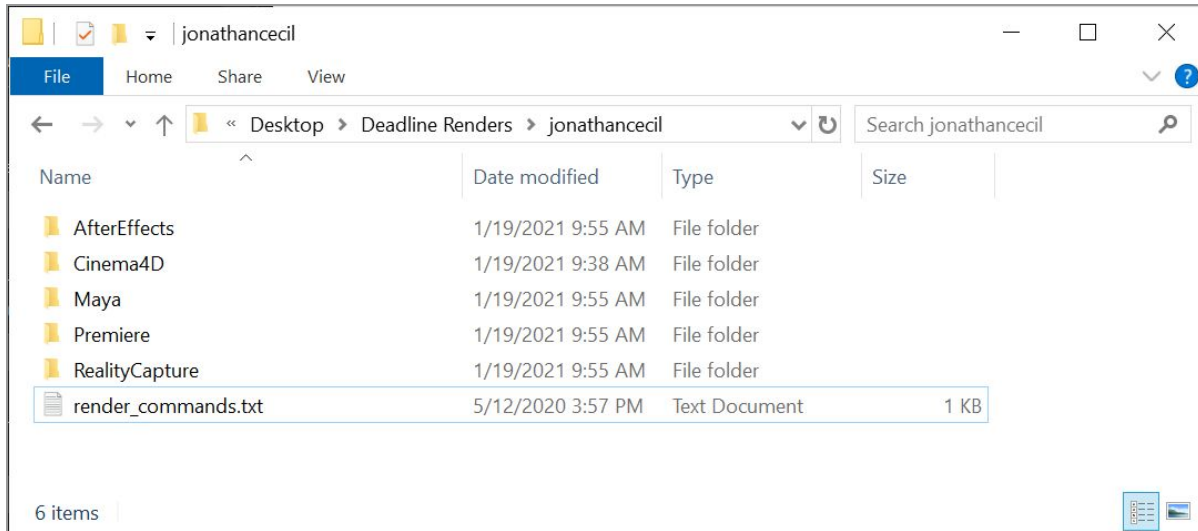 jonathancecil
File Home Share View
« Desktop > Deadline Renders > jonathancecil Search jonathancecil
Name Date modified Type Size
AfterEffects 1/19/2021 9:55 AM File folder
Cinema4D 1/19/2021 9:38 AM File folder
Maya 1/19/2021 9:55 AM File folder
Premiere 1/19/2021 9:55 AM File folder
RealityCapture 1/19/2021 9:55 AM File folder
render_commands.txt 5/12/2020 3:57 PM Text Document 1 KB
6 items